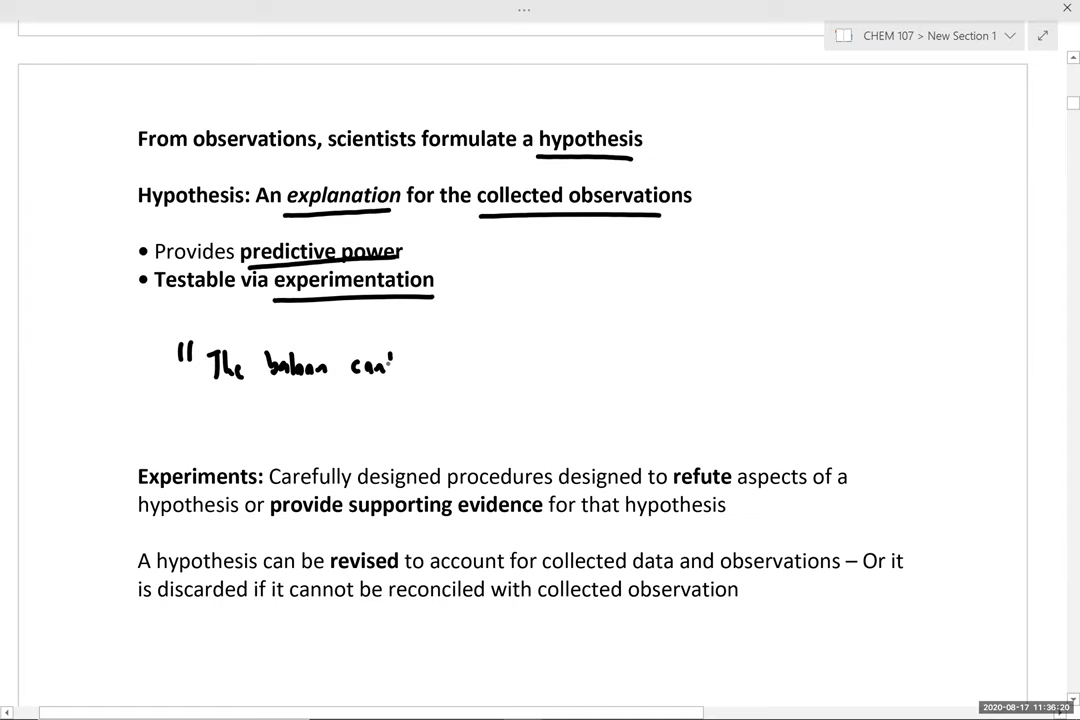 CHEM 107 > New Section 1
From observations, scientists formulate a hypothesis
Hypothesis: An explanation for the collected observations
• Provides predictive power
• Testable via experimentation
" The baloon can'
Experiments: Carefully designed procedures designed to refute aspects of a
hypothesis or provide supporting evidence for that hypothesis
A hypothesis can be revised to account for collected data and observations – Or it
is discarded if it cannot be reconciled with collected observation
2020-08-17 11:36:20